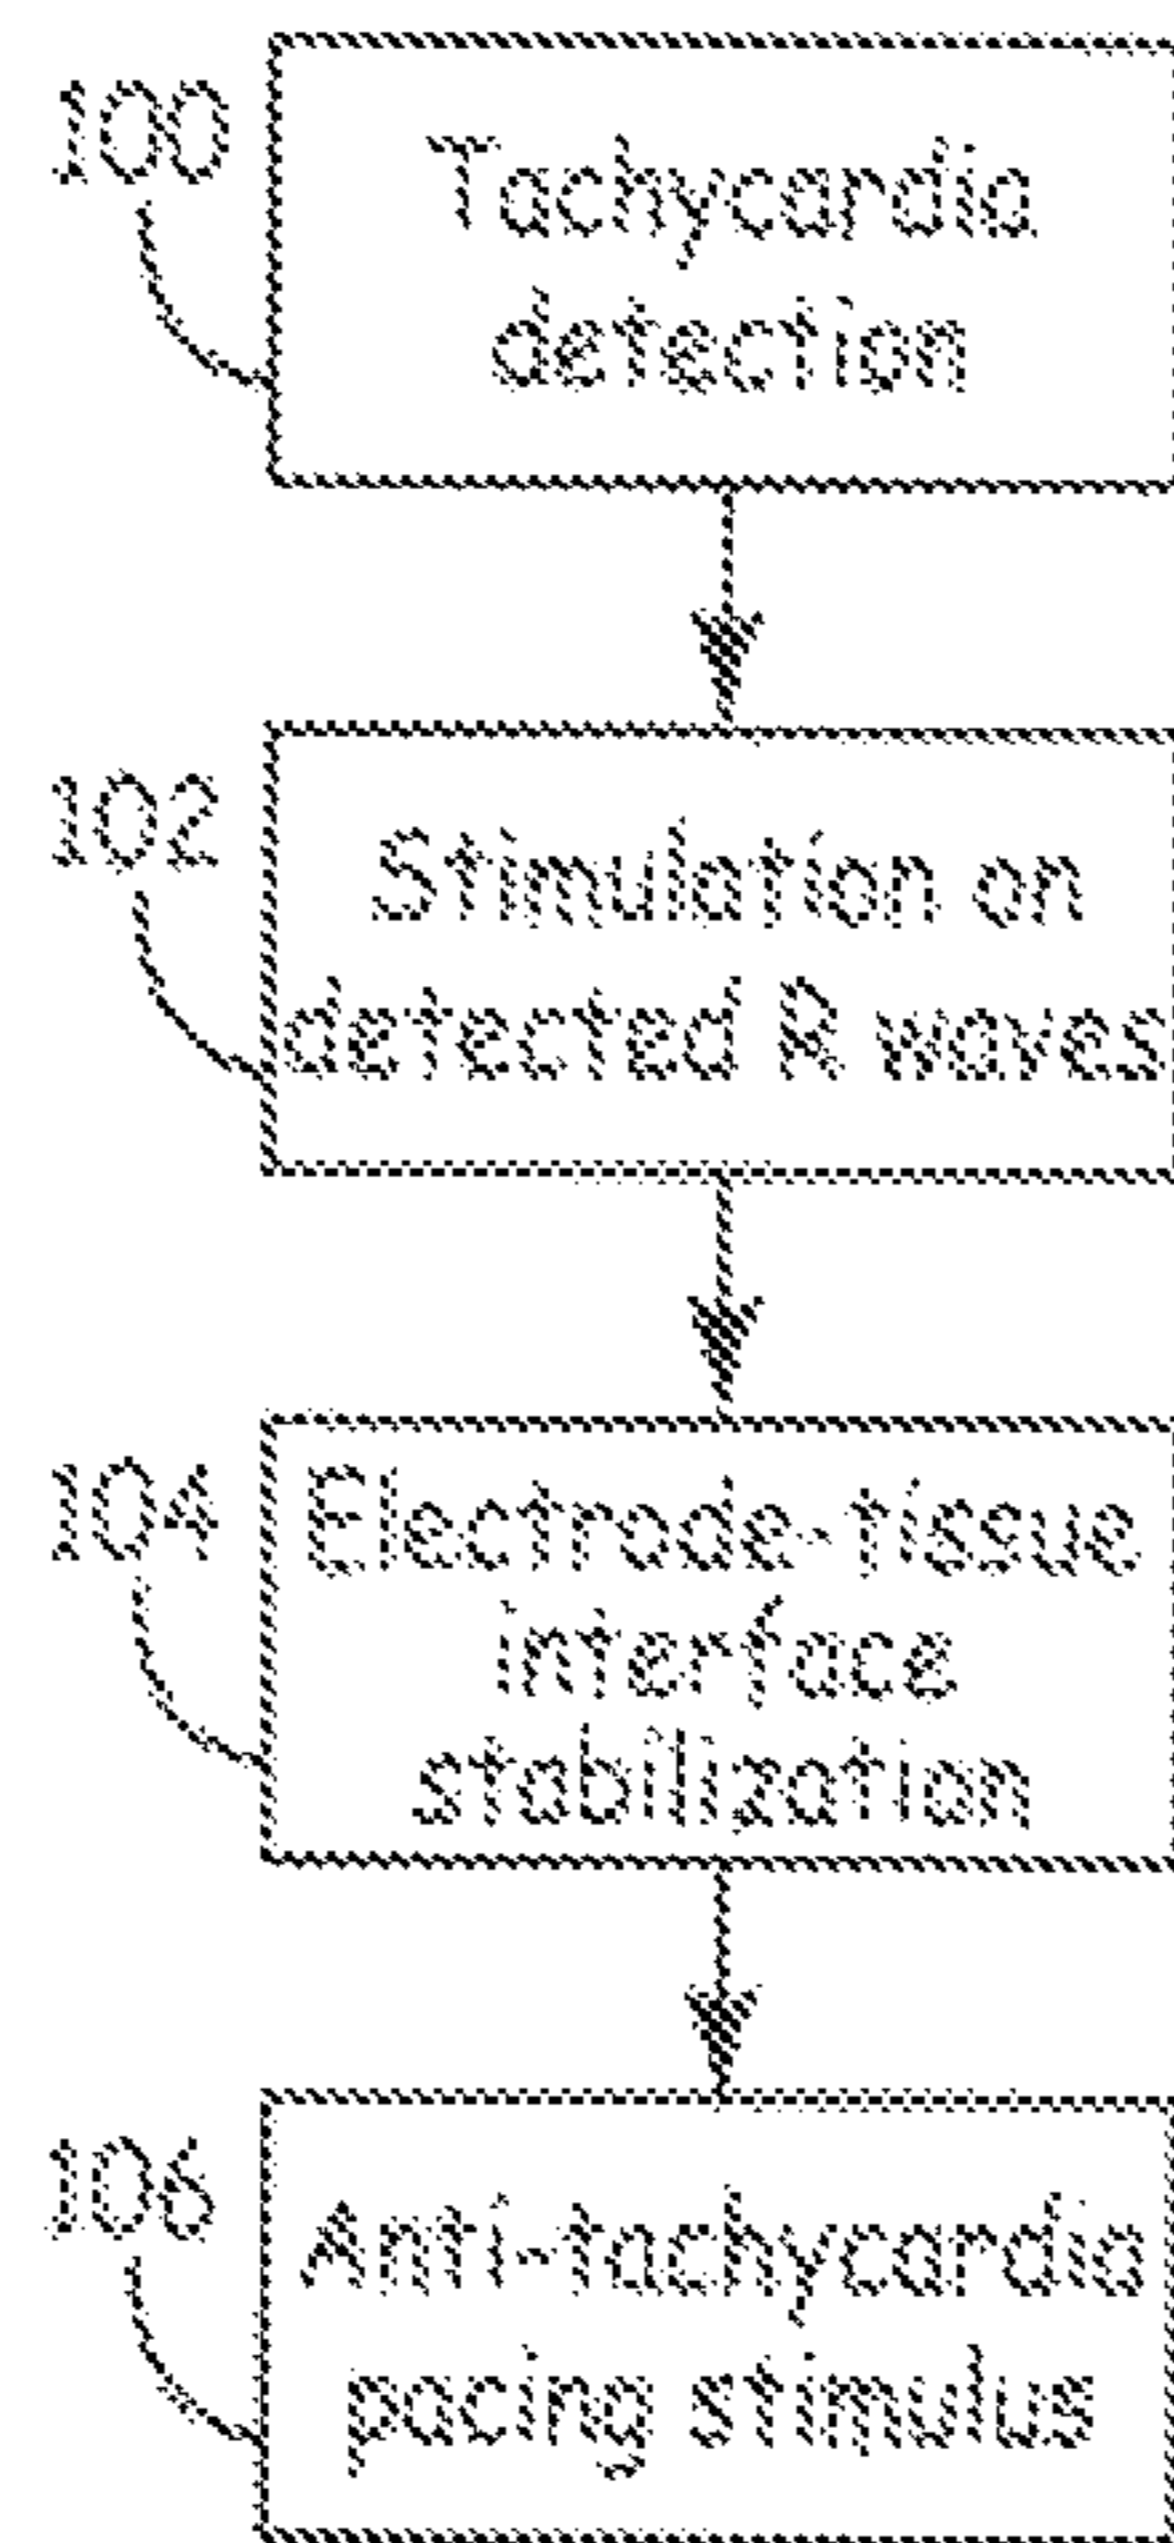 100
Tachycardia
detection
102
Stimulation on
detected R waves
104
Electrode-tissue
interface
stabilization
106
Anti-tachycardia
pacing stimulus